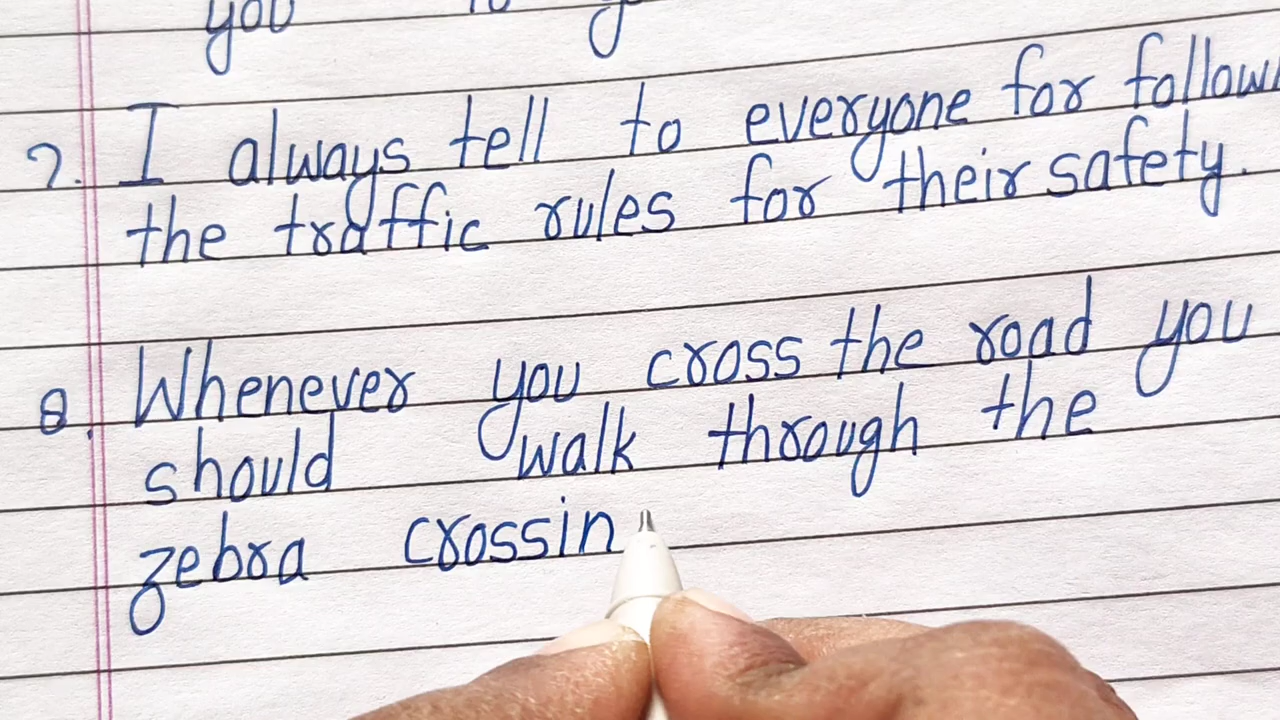 you to
7. I always tell to everyone for follow
the traffic rules for their safety.
8. Whenever you cross the road you
should walk through the
zebra crossin